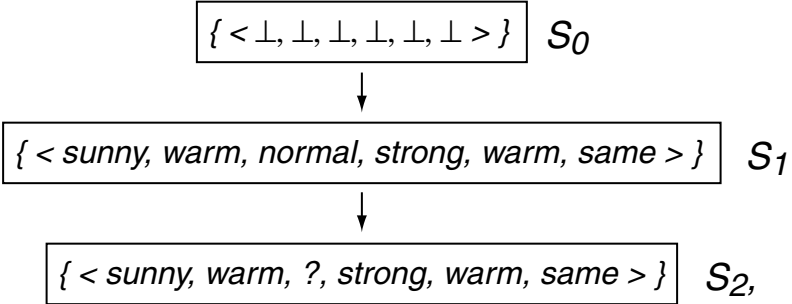 { < ⊥, ⊥, ⊥, ⊥, ⊥, ⊥ > } S0
{ < sunny, warm, normal, strong, warm, same > } S1
{ < sunny, warm, ?, strong, warm, same > } S2,